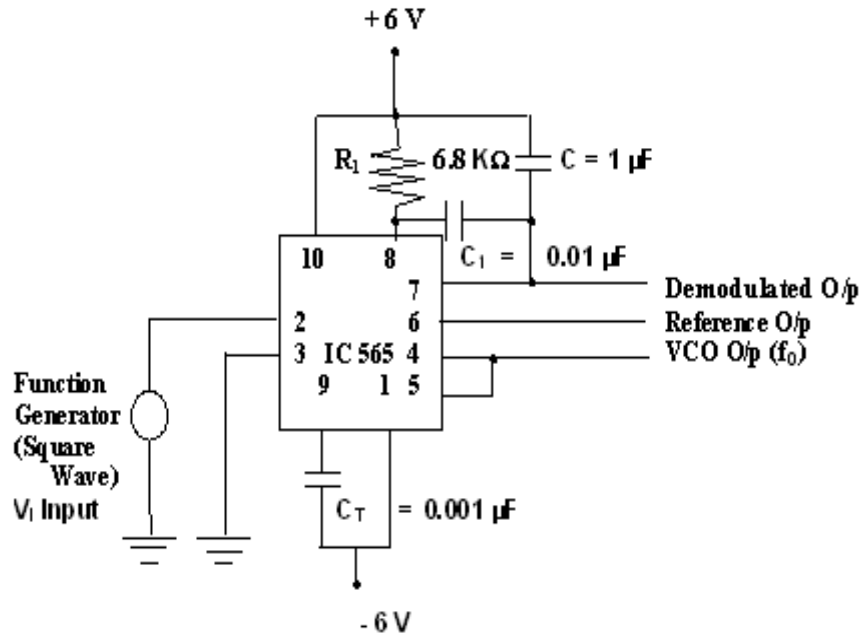 +6 V
R₁ 6.8 KΩ C = 1 µF
10 8 C₁ = 0.01 µF
7 Demodulated O/p
2 6 Reference O/p
3 IC 565 4 VCO O/p (f₀)
9 1 5
Function
Generator
(Square
Wave)
Vᵢ Input
C_T = 0.001 µF
- 6 V